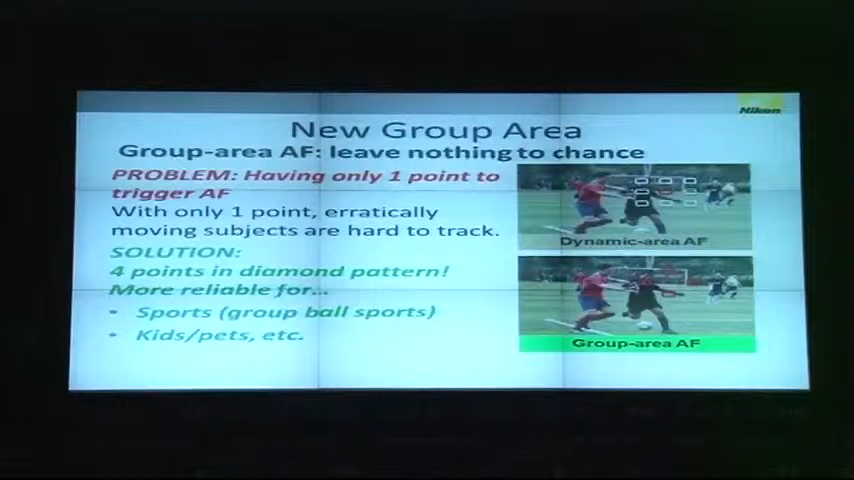 Nikon
New Group Area
Group-area AF: leave nothing to chance
PROBLEM: Having only 1 point to
trigger AF
With only 1 point, erratically
moving subjects are hard to track.
SOLUTION:
4 points in diamond pattern!
More reliable for...
• Sports (group ball sports)
• Kids/pets, etc.
Dynamic-area AF
Group-area AF